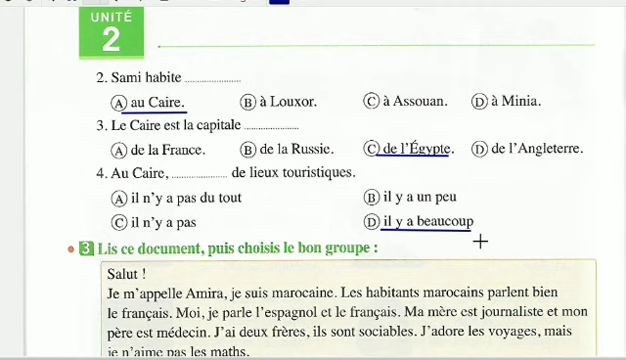 UNITÉ
2
2. Sami habite ....................
Ⓐ au Caire. Ⓑ à Louxor. Ⓒ à Assouan. Ⓓ à Minia.
3. Le Caire est la capitale ....................
Ⓐ de la France. Ⓑ de la Russie. Ⓒ de l'Égypte. Ⓓ de l'Angleterre.
4. Au Caire, .................... de lieux touristiques.
Ⓐ il n'y a pas du tout Ⓑ il y a un peu
Ⓒ il n'y a pas Ⓓ il y a beaucoup
3 Lis ce document, puis choisis le bon groupe :
Salut !
Je m'appelle Amira, je suis marocaine. Les habitants marocains parlent bien
le français. Moi, je parle l'espagnol et le français. Ma mère est journaliste et mon
père est médecin. J'ai deux frères, ils sont sociables. J'adore les voyages, mais
je n'aime pas les maths.